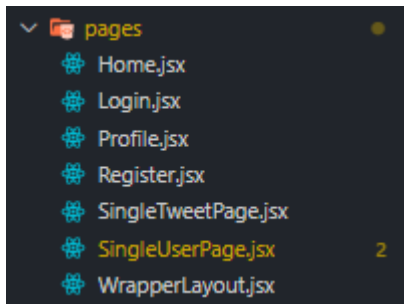 pages
Home.jsx
Login.jsx
Profile.jsx
Register.jsx
SingleTweetPage.jsx
SingleUserPage.jsx 2
WrapperLayout.jsx